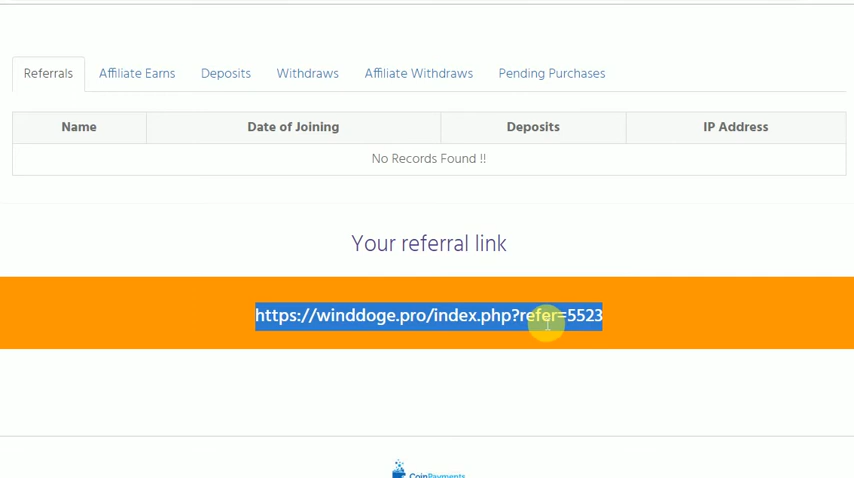 Referrals Affiliate Earns Deposits Withdraws Affiliate Withdraws Pending Purchases
Name Date of Joining Deposits IP Address
No Records Found !!
Your referral link
https://winddoge.pro/index.php?refer=5523
CoinPayments